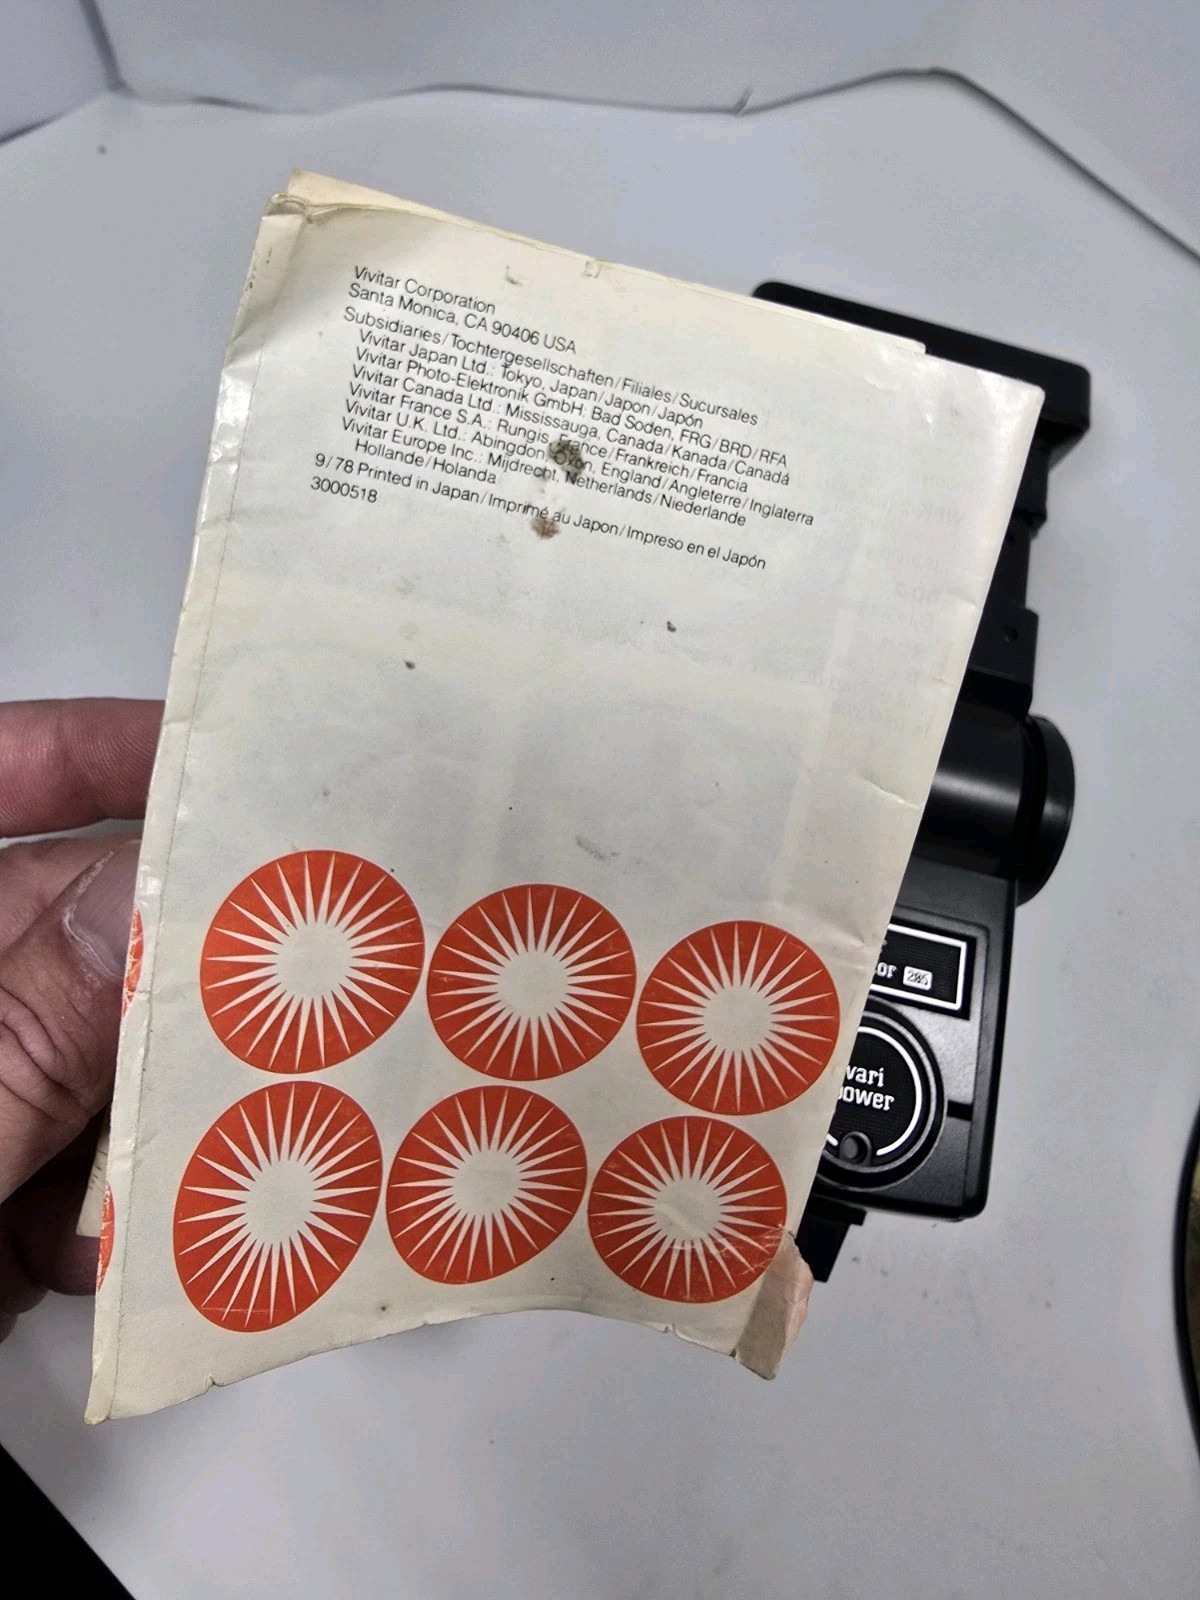 Vivitar Corporation
Santa Monica, CA 90406 USA
Subsidiaries/Tochtergesellschaften/Filiales/Sucursales
Vivitar Japan Ltd.: Tokyo, Japan/Japon/Japón
Vivitar Photo-Elektronik GmbH: Bad Soden, FRG/BRD/RFA
Vivitar Canada Ltd.: Mississauga, Canada/Kanada/Canadá
Vivitar France S.A.: Rungis, France/Frankreich/Francia
Vivitar U.K. Ltd.: Abingdon England/Angleterre/Inglaterra
Vivitar Europe Inc.: Mijdrecht, Netherlands/Niederlande
Hollande/Holanda
9/78 Printed in Japan/Imprimé au Japon/Impreso en el Japón
3000518
285
vari
power